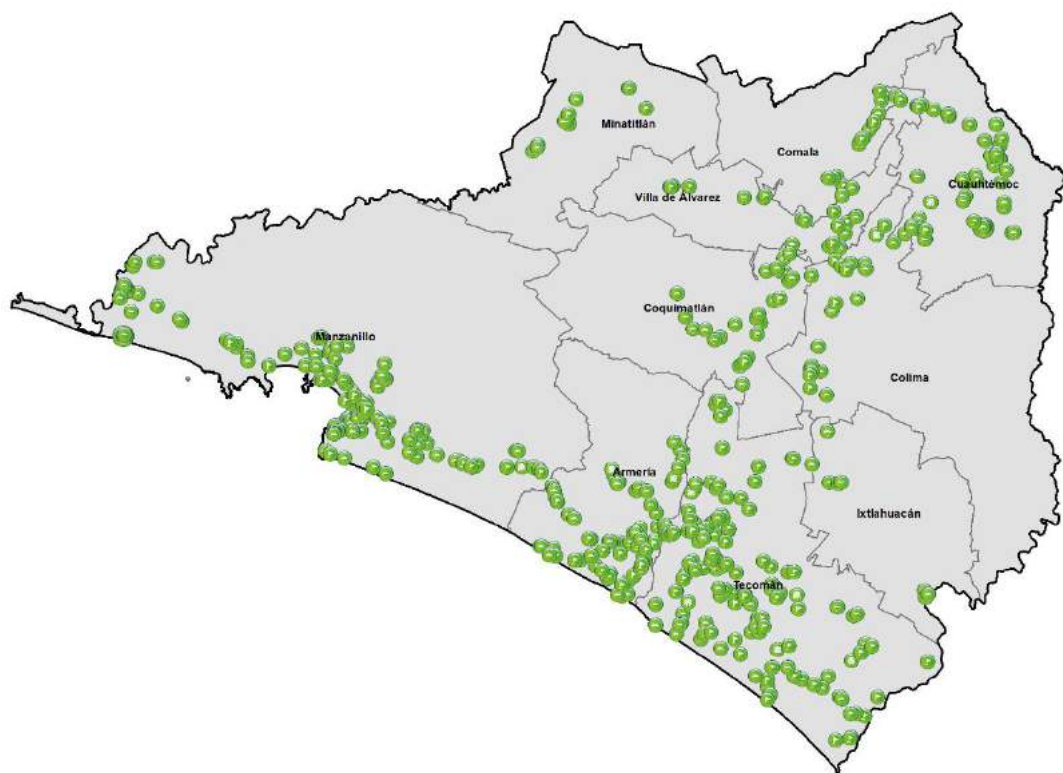 Minatitlán
Comala
Cuauhtémoc
Villa de Álvarez
Coquimatlán
Manzanillo
Colima
Armería
Ixtlahuacán
Tecomán